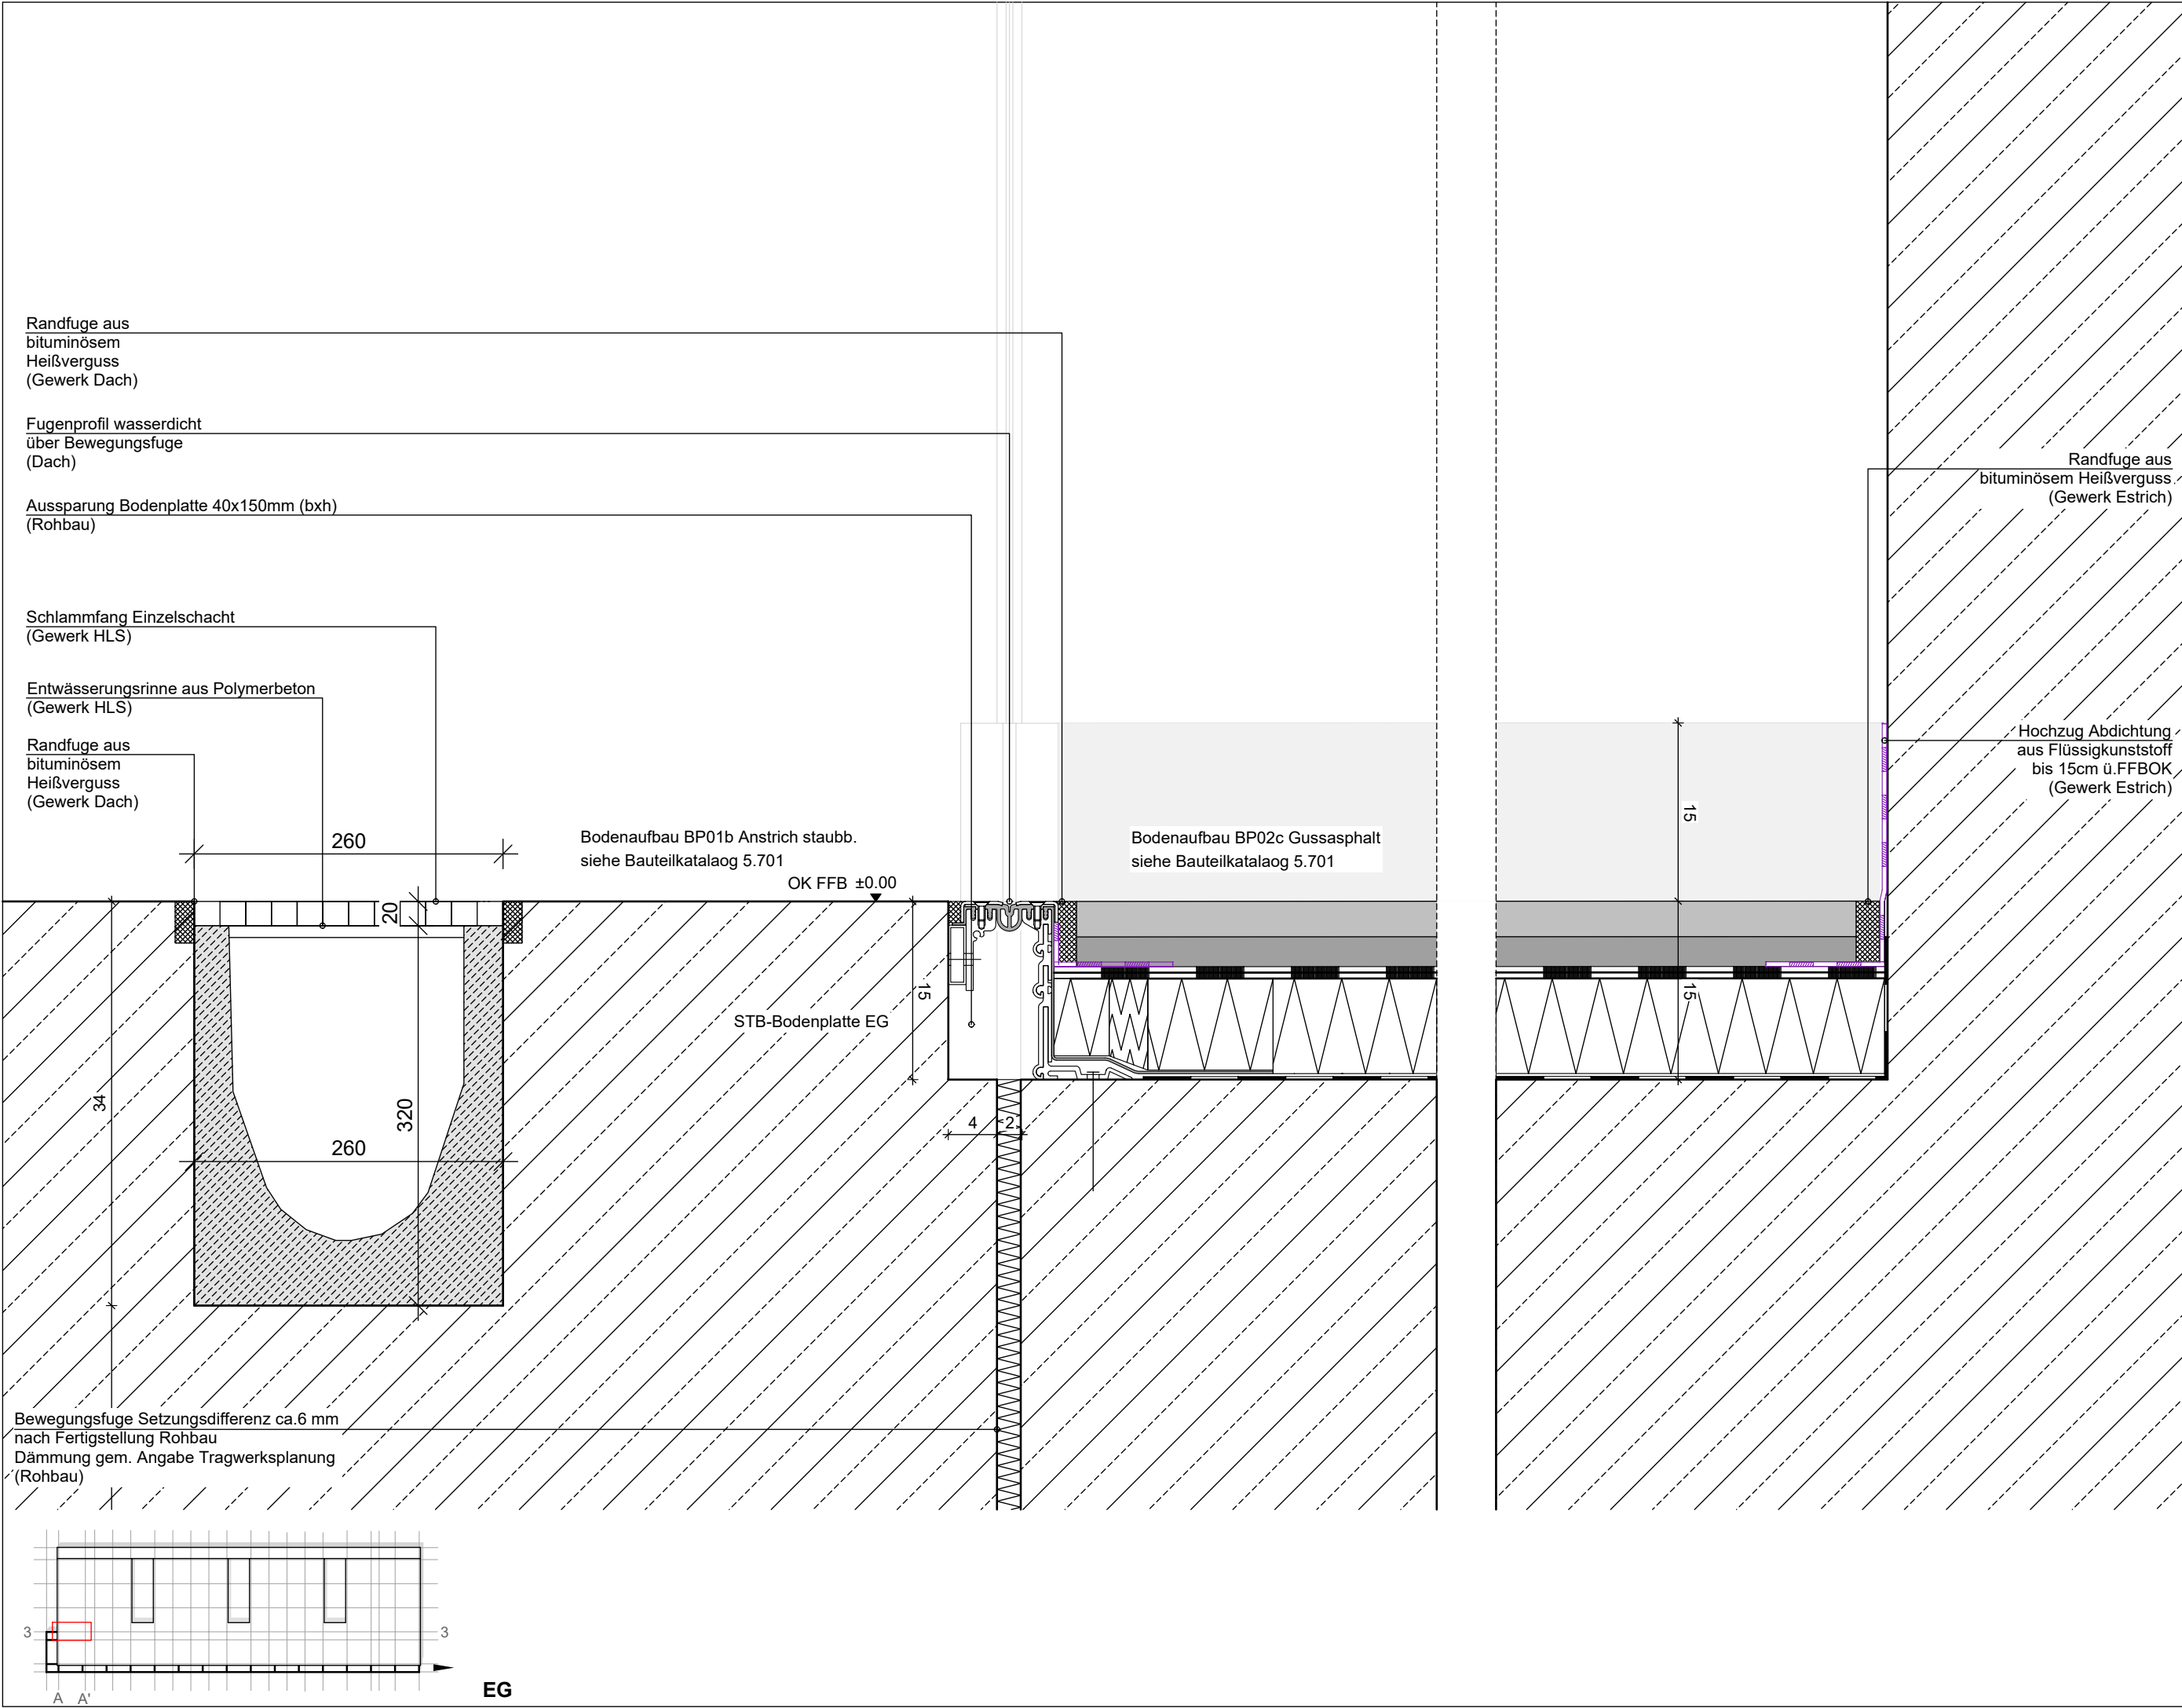 Randfuge aus
bituminösem
Heißverguss
(Gewerk Dach)
Fugenprofil wasserdicht
über Bewegungsfuge
(Dach)
Aussparung Bodenplatte 40x150mm (bxh)
(Rohbau)
Schlammfang Einzelschacht
(Gewerk HLS)
Entwässerungsrinne aus Polymerbeton
(Gewerk HLS)
Randfuge aus
bituminösem
Heißverguss
(Gewerk Dach)
Randfuge aus
bituminösem Heißverguss
(Gewerk Estrich)
Hochzug Abdichtung
aus Flüssigkunststoff
bis 15cm ü.FFBOK
(Gewerk Estrich)
260
Bodenaufbau BP01b Anstrich staubb.
siehe Bauteilkatalaog 5.701
OK FFB ±0.00
Bodenaufbau BP02c Gussasphalt
siehe Bauteilkatalaog 5.701
15
20
15
15
STB-Bodenplatte EG
34
320
260
4
2
Bewegungsfuge Setzungsdifferenz ca.6 mm
nach Fertigstellung Rohbau
Dämmung gem. Angabe Tragwerksplanung
(Rohbau)
3
3
A
A'
EG